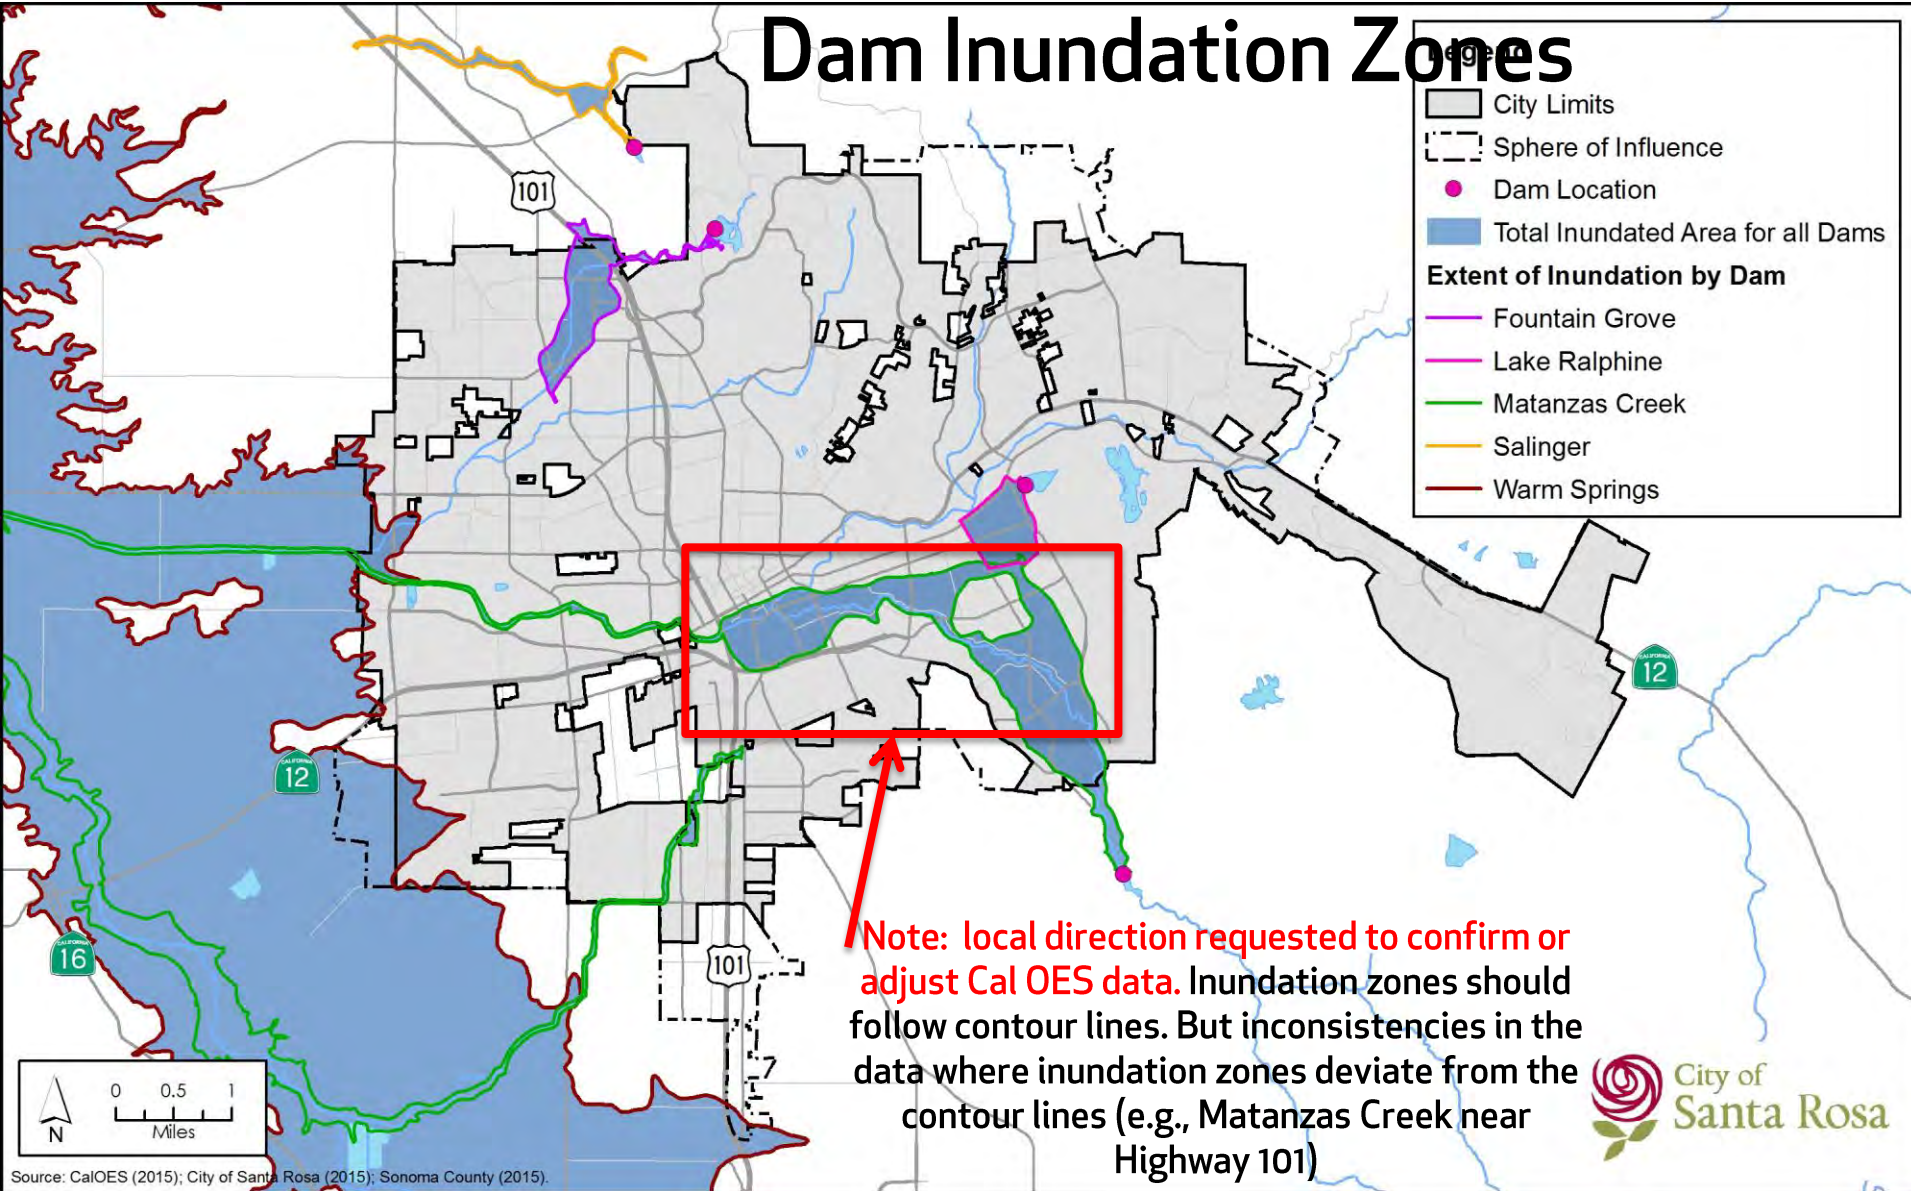 Dam Inundation Zones
Legend
City Limits
Sphere of Influence
Dam Location
Total Inundated Area for all Dams
Extent of Inundation by Dam
Fountain Grove
Lake Ralphine
Matanzas Creek
Salinger
Warm Springs
101
CALIFORNIA
12
CALIFORNIA
12
CALIFORNIA
16
101
Note: local direction requested to confirm or
adjust Cal OES data. Inundation zones should
follow contour lines. But inconsistencies in the
data where inundation zones deviate from the
contour lines (e.g., Matanzas Creek near
Highway 101)
N
0 0.5 1
Miles
City of
Santa Rosa
Source: CalOES (2015); City of Santa Rosa (2015); Sonoma County (2015).